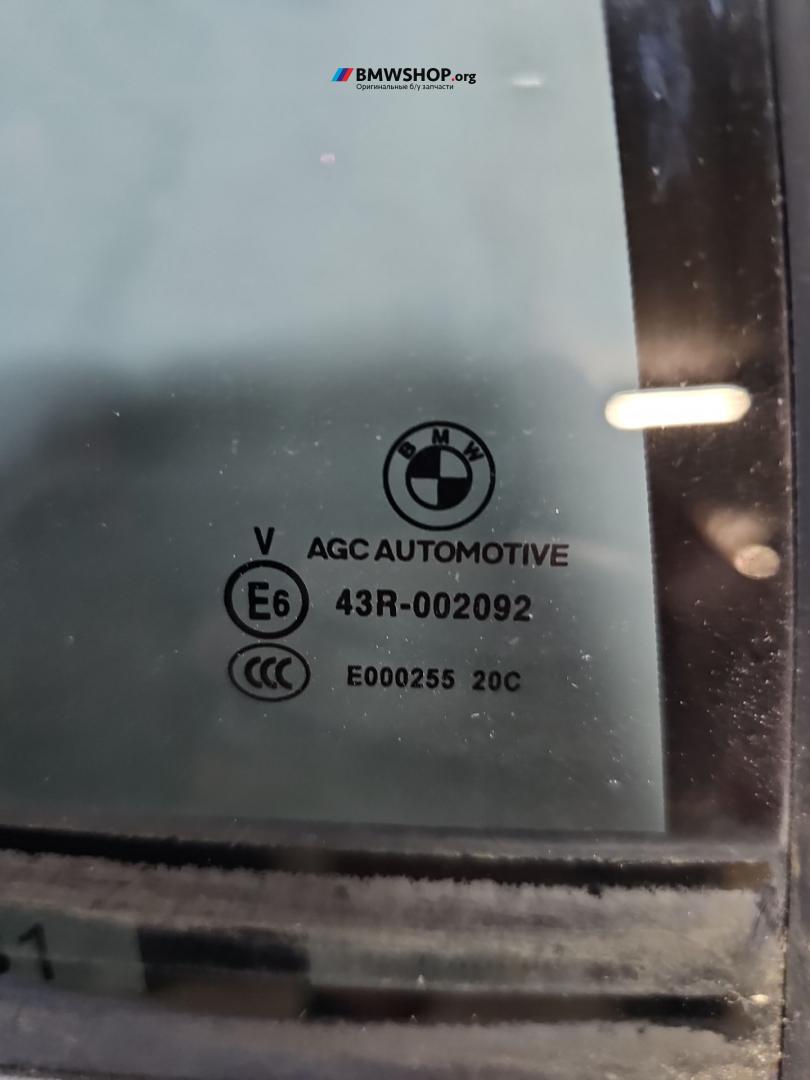 BMWSHOP.org
Оригинальные б/у запчасти
BMW
V AGC AUTOMOTIVE
E6 43R-002092
CCC E000255 20C